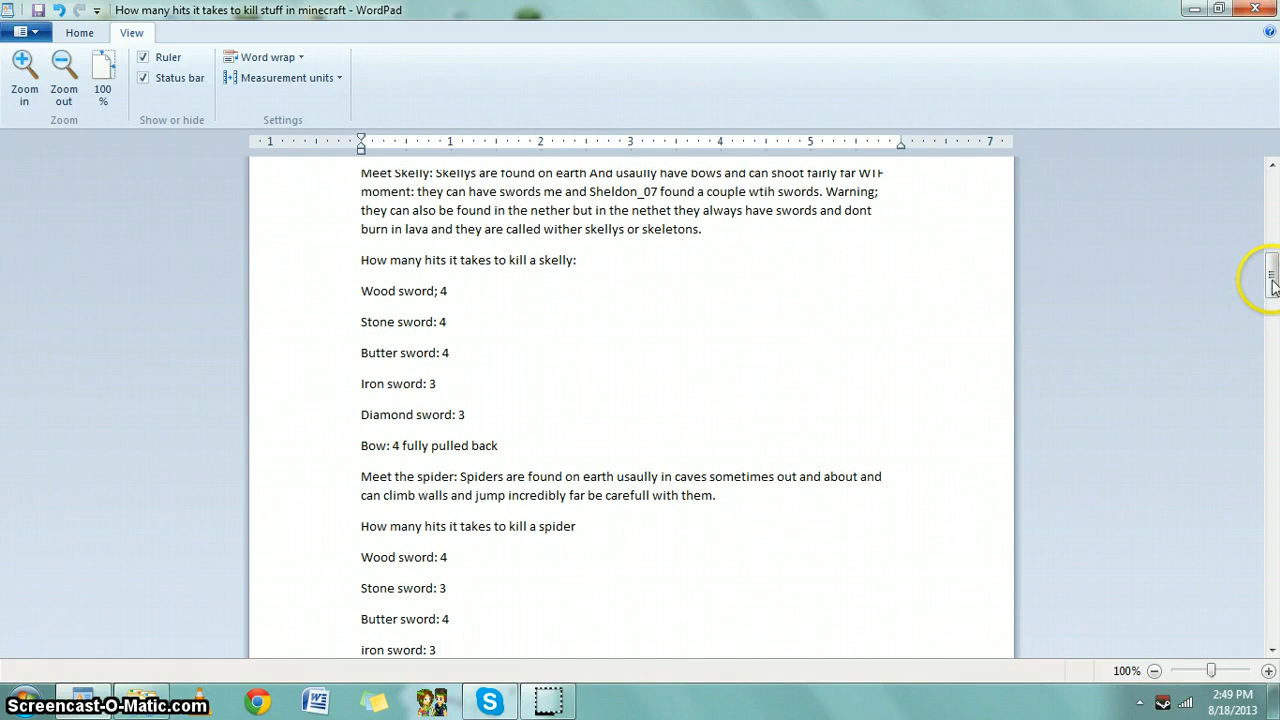 How many hits it takes to kill stuff in minecraft - WordPad
Home View
Zoom in
Zoom out
100 %
Zoom
Ruler
Status bar
Show or hide
Word wrap
Measurement units
Settings
1 1 2 3 4 5 7
Meet Skelly: Skellys are found on earth And usaully have bows and can shoot fairly far WTF
moment: they can have swords me and Sheldon_07 found a couple wtih swords. Warning;
they can also be found in the nether but in the nethet they always have swords and dont
burn in lava and they are called wither skellys or skeletons.
How many hits it takes to kill a skelly:
Wood sword; 4
Stone sword: 4
Butter sword: 4
Iron sword: 3
Diamond sword: 3
Bow: 4 fully pulled back
Meet the spider: Spiders are found on earth usaully in caves sometimes out and about and
can climb walls and jump incredibly far be carefull with them.
How many hits it takes to kill a spider
Wood sword: 4
Stone sword: 3
Butter sword: 4
iron sword: 3
100%
Screencast-O-Matic.com
2:49 PM
8/18/2013